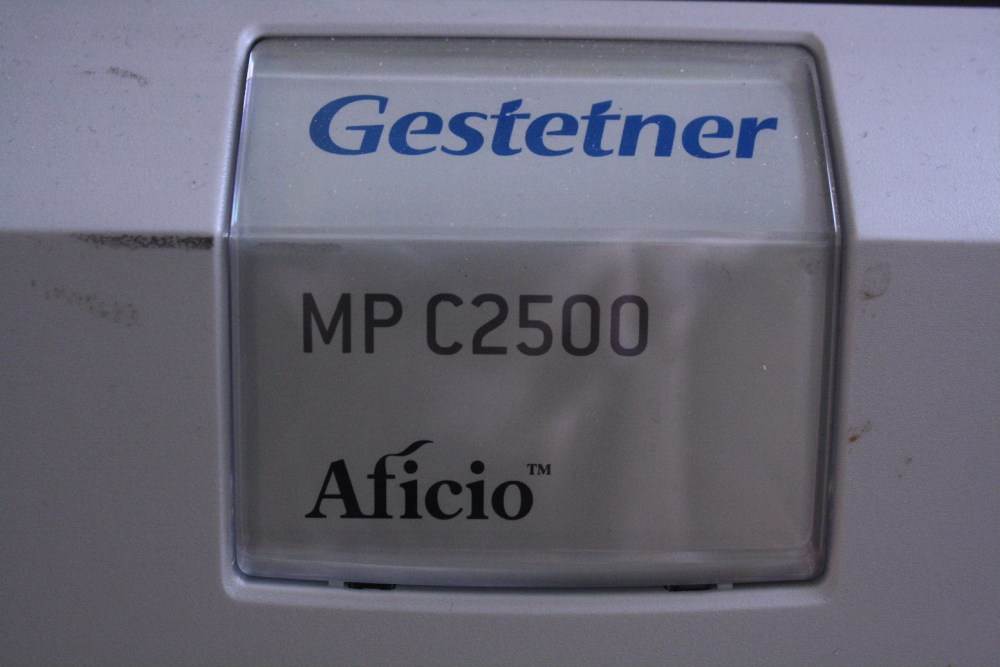 Gestetner
MP C2500
Aficio™